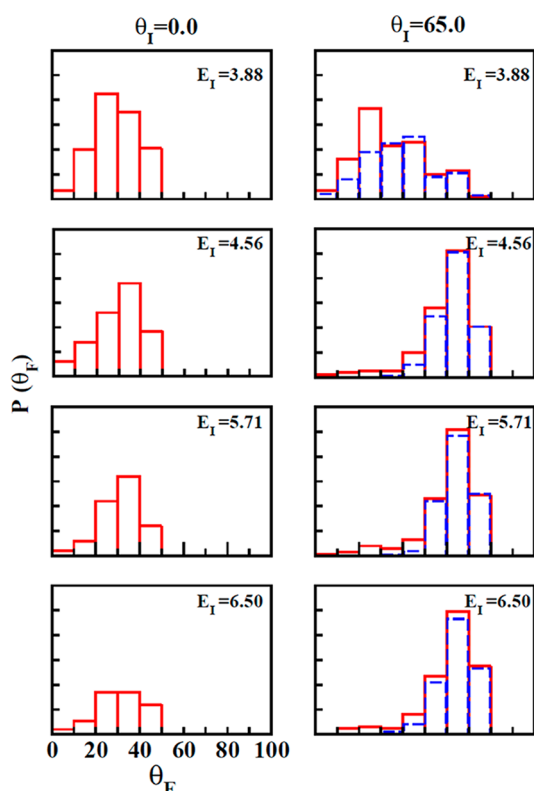 θI=0.0
θI=65.0
EI=3.88
EI=3.88
EI=4.56
EI=4.56
P (θF)
EI=5.71
EI=5.71
EI=6.50
EI=6.50
0 20 40 60 80 100
θF